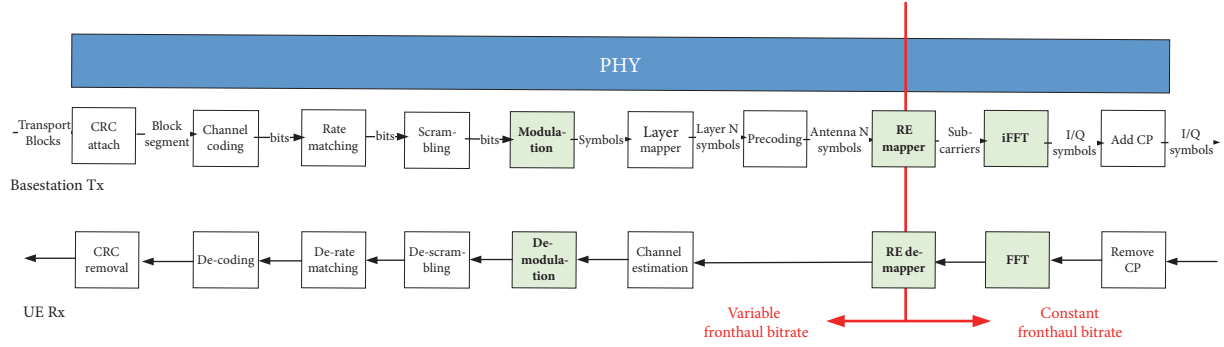 PHY
Transport
Blocks
CRC
attach
Block
segment
Channel
coding
bits
Rate
matching
bits
Scram-
bling
bits
Modula-
tion
Symbols
Layer
mapper
Layer N
symbols
Precoding
Antenna N
symbols
RE
mapper
Sub-
carriers
iFFT
I/Q
symbols
Add CP
I/Q
symbols
Basestation Tx
CRC
removal
De-coding
De-rate
matching
De-scram-
bling
De-
modula-
tion
Channel
estimation
RE de-
mapper
FFT
Remove
CP
UE Rx
Variable
fronthaul bitrate
Constant
fronthaul bitrate